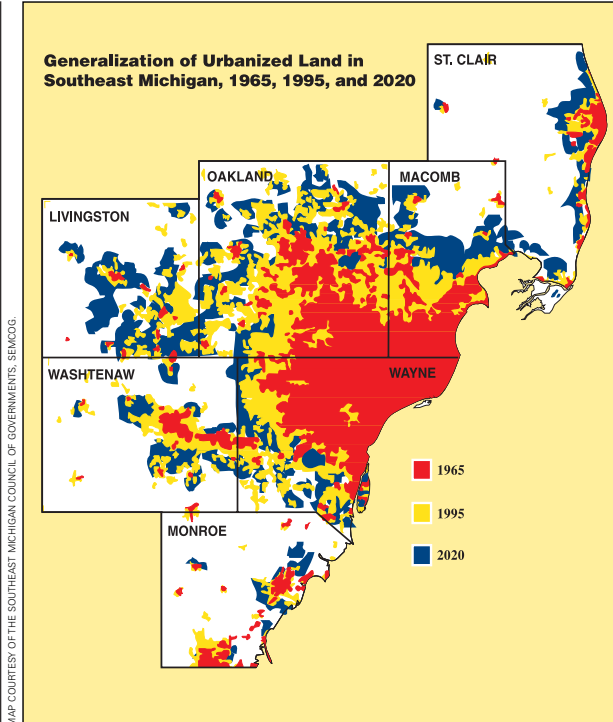 Generalization of Urbanized Land in
Southeast Michigan, 1965, 1995, and 2020
ST. CLAIR
OAKLAND
MACOMB
LIVINGSTON
WASHTENAW
WAYNE
MONROE
1965
1995
2020
MAP COURTESY OF THE SOUTHEAST MICHIGAN COUNCIL OF GOVERNMENTS, SEMCOG.